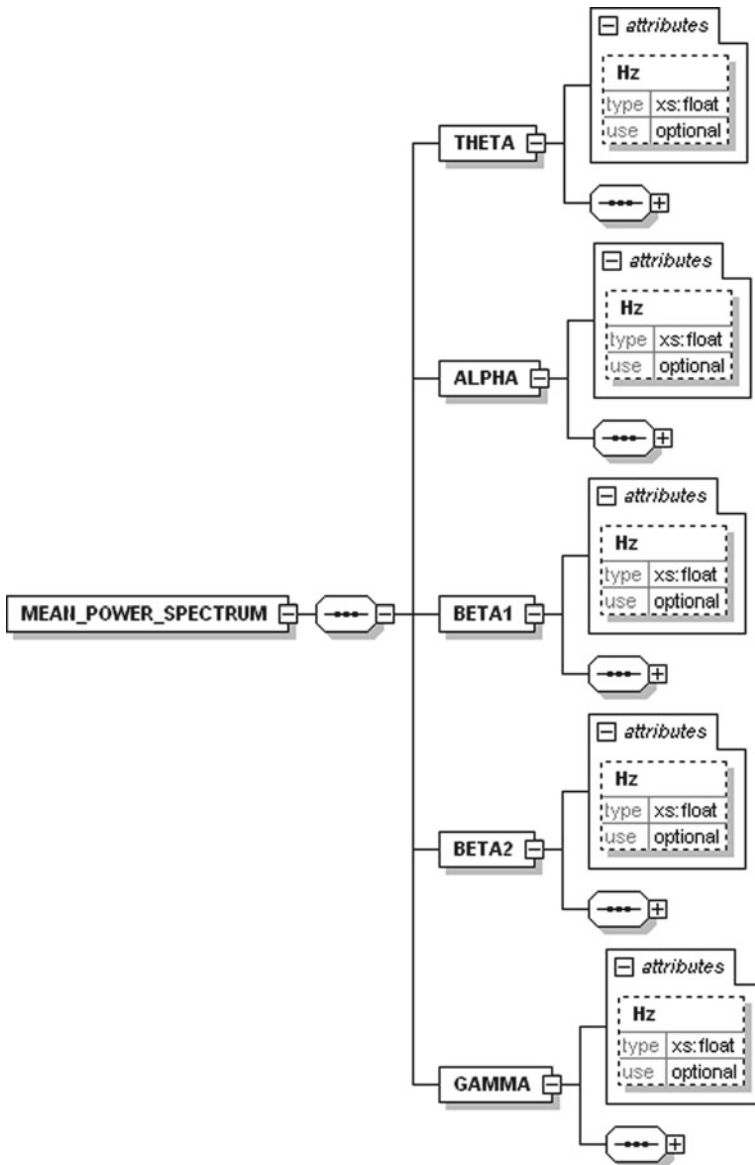 attributes
Hz
type xs:float
use optional
THETA
attributes
Hz
type xs:float
use optional
ALPHA
attributes
Hz
type xs:float
use optional
MEAN_POWER_SPECTRUM
BETA1
attributes
Hz
type xs:float
use optional
BETA2
attributes
Hz
type xs:float
use optional
GAMMA